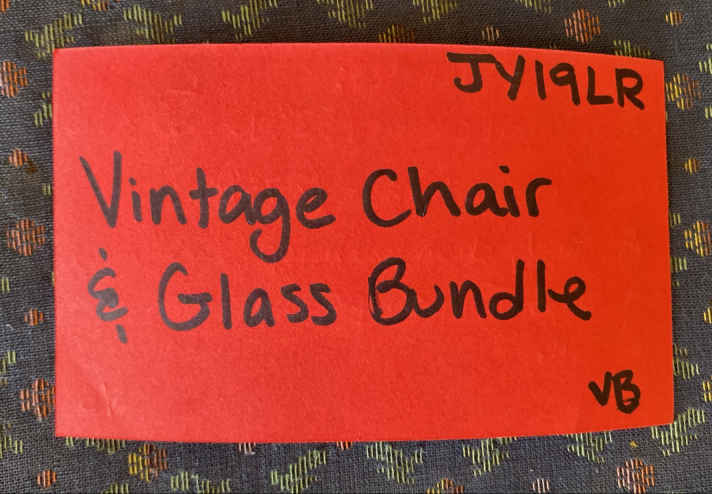 JY19LR
Vintage Chair
& Glass Bundle
VB